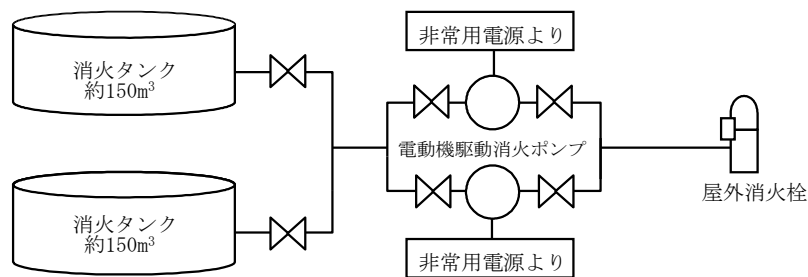 非常用電源より
消火タンク
約150m³
電動機駆動消火ポンプ
屋外消火栓
消火タンク
約150m³
非常用電源より